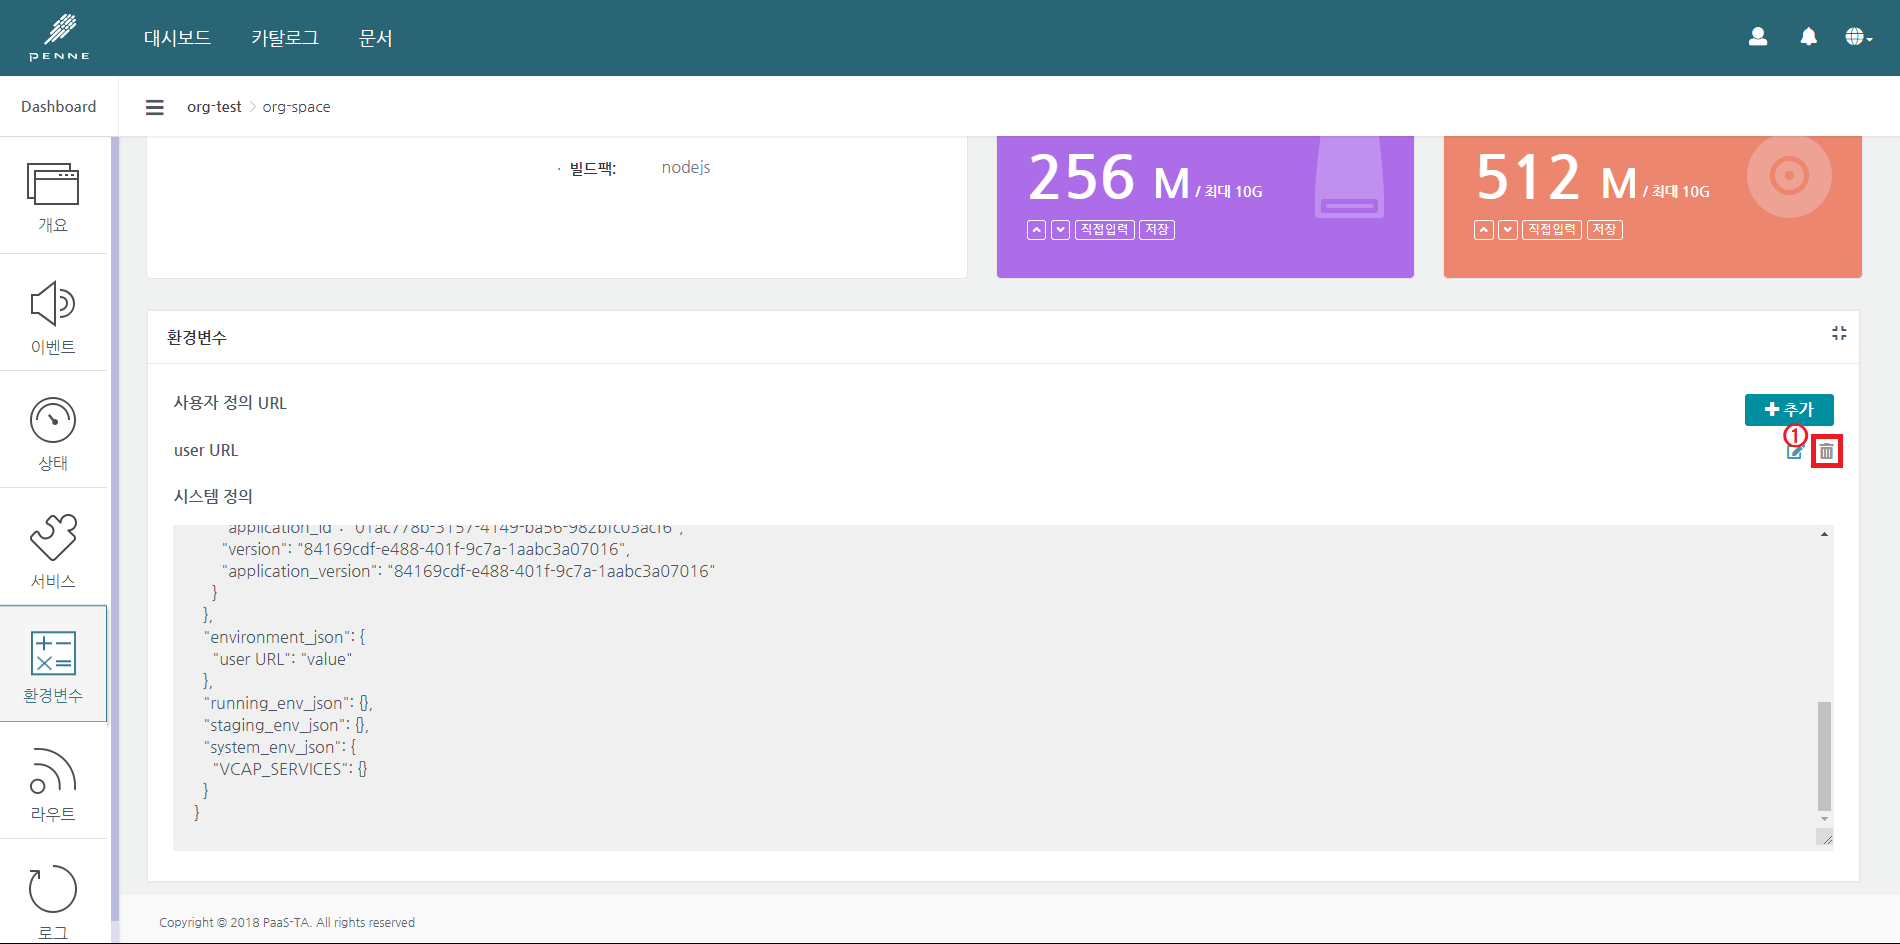 PENNE
대시보드 카탈로그 문서
Dashboard
org-test > org-space
개요
이벤트
상태
서비스
환경변수
라우트
로그
· 빌드팩: nodejs
256 M / 최대 10G
직접입력 저장
512 M / 최대 10G
직접입력 저장
환경변수
사용자 정의 URL
+ 추가
user URL
①
시스템 정의
"application_id": "01ac778b-3157-4149-ba56-982bfc03acf6",
"version": "84169cdf-e488-401f-9c7a-1aabc3a07016",
"application_version": "84169cdf-e488-401f-9c7a-1aabc3a07016"
}
},
"environment_json": {
"user URL": "value"
},
"running_env_json": {},
"staging_env_json": {},
"system_env_json": {
"VCAP_SERVICES": {}
}
}
Copyright © 2018 PaaS-TA. All rights reserved